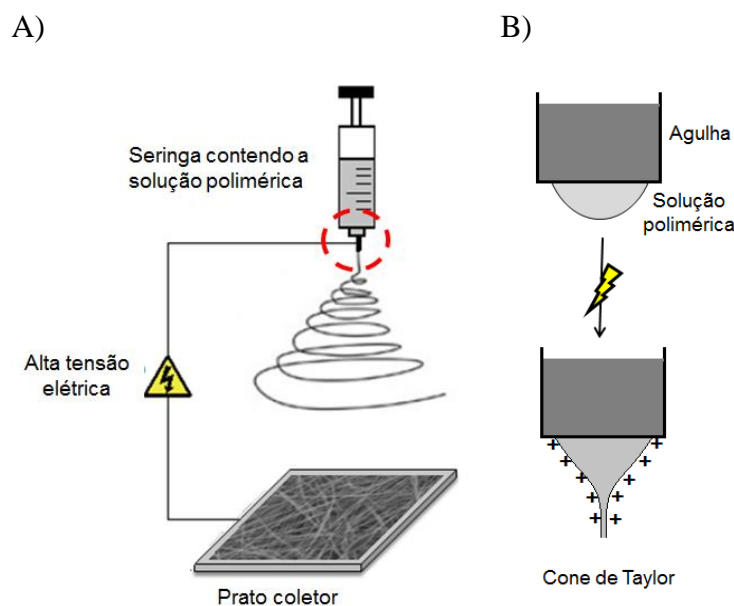 A)
B)
Seringa contendo a
solução polimérica
Alta tensão
elétrica
Prato coletor
Agulha
Solução
polimérica
+ + + + + + + +
Cone de Taylor